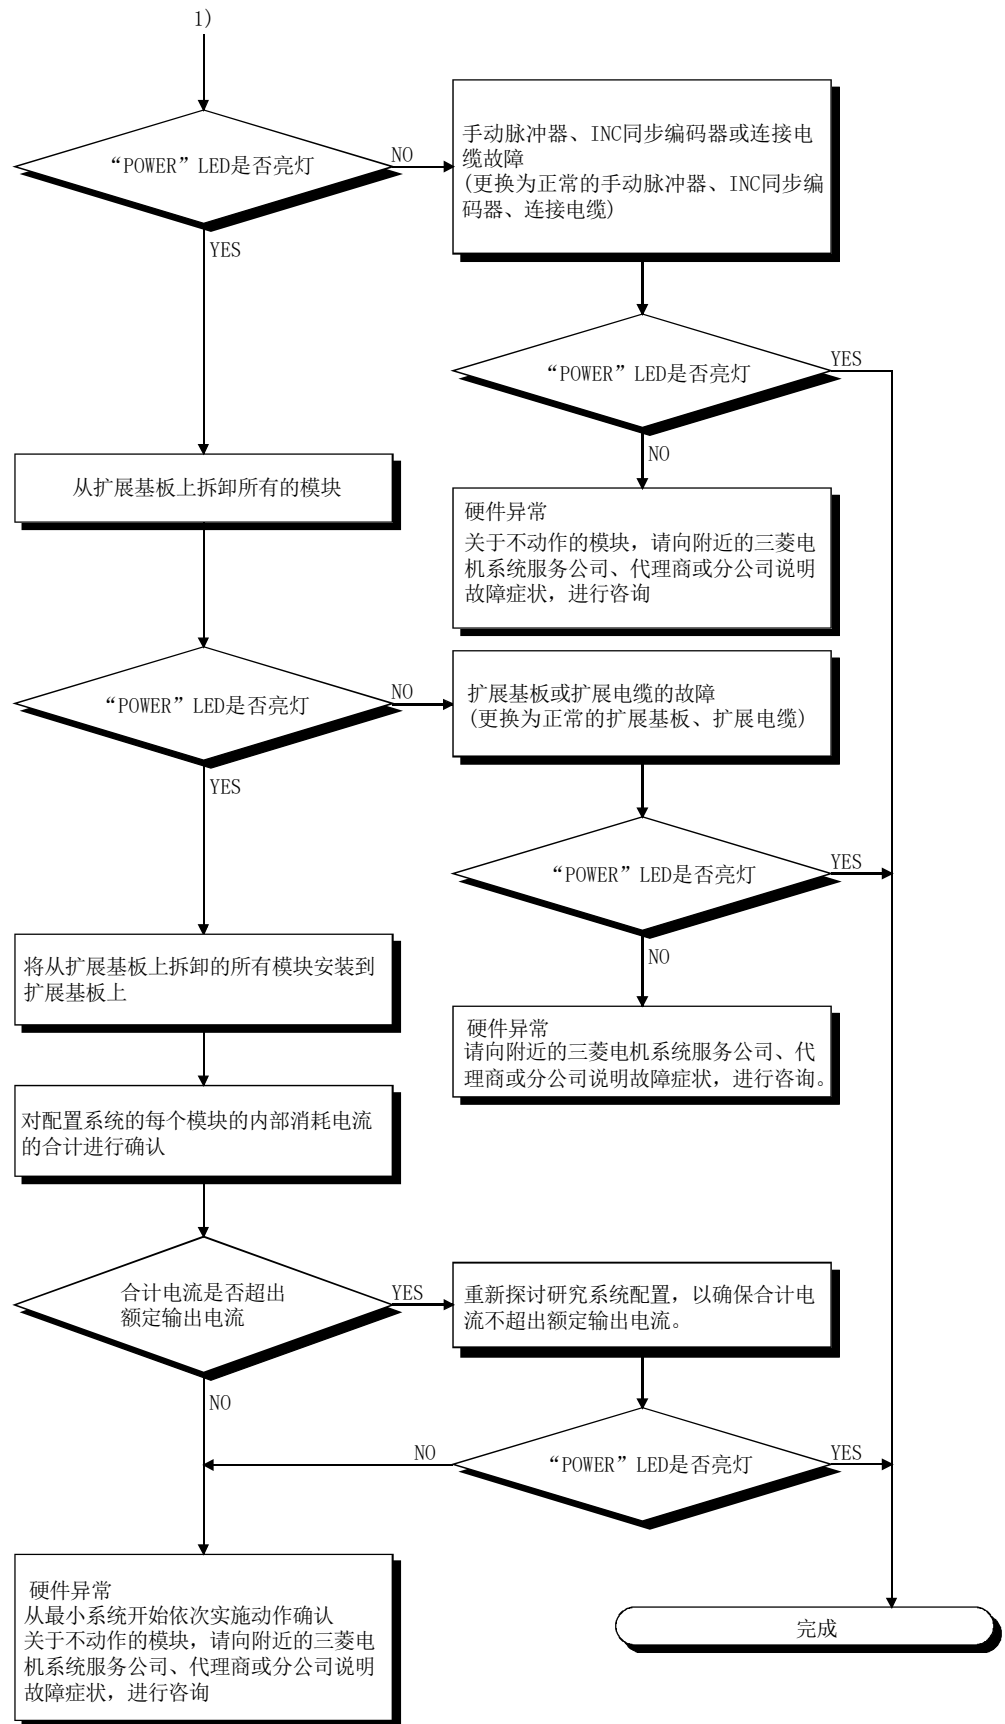 1)
“POWER”LED是否亮灯
NO
手动脉冲器、INC同步编码器或连接电
缆故障
(更换为正常的手动脉冲器、INC同步编
码器、连接电缆)
YES
“POWER”LED是否亮灯
YES
NO
从扩展基板上拆卸所有的模块
硬件异常
关于不动作的模块，请向附近的三菱电
机系统服务公司、代理商或分公司说明
故障症状，进行咨询
“POWER”LED是否亮灯
NO
扩展基板或扩展电缆的故障
(更换为正常的扩展基板、扩展电缆)
YES
“POWER”LED是否亮灯
YES
NO
将从扩展基板上拆卸的所有模块安装到
扩展基板上
硬件异常
请向附近的三菱电机系统服务公司、代
理商或分公司说明故障症状，进行咨询。
对配置系统的每个模块的内部消耗电流
的合计进行确认
合计电流是否超出
额定输出电流
YES
重新探讨研究系统配置，以确保合计电
流不超出额定输出电流。
NO
NO
“POWER”LED是否亮灯
YES
硬件异常
从最小系统开始依次实施动作确认
关于不动作的模块，请向附近的三菱电
机系统服务公司、代理商或分公司说明
故障症状，进行咨询
完成